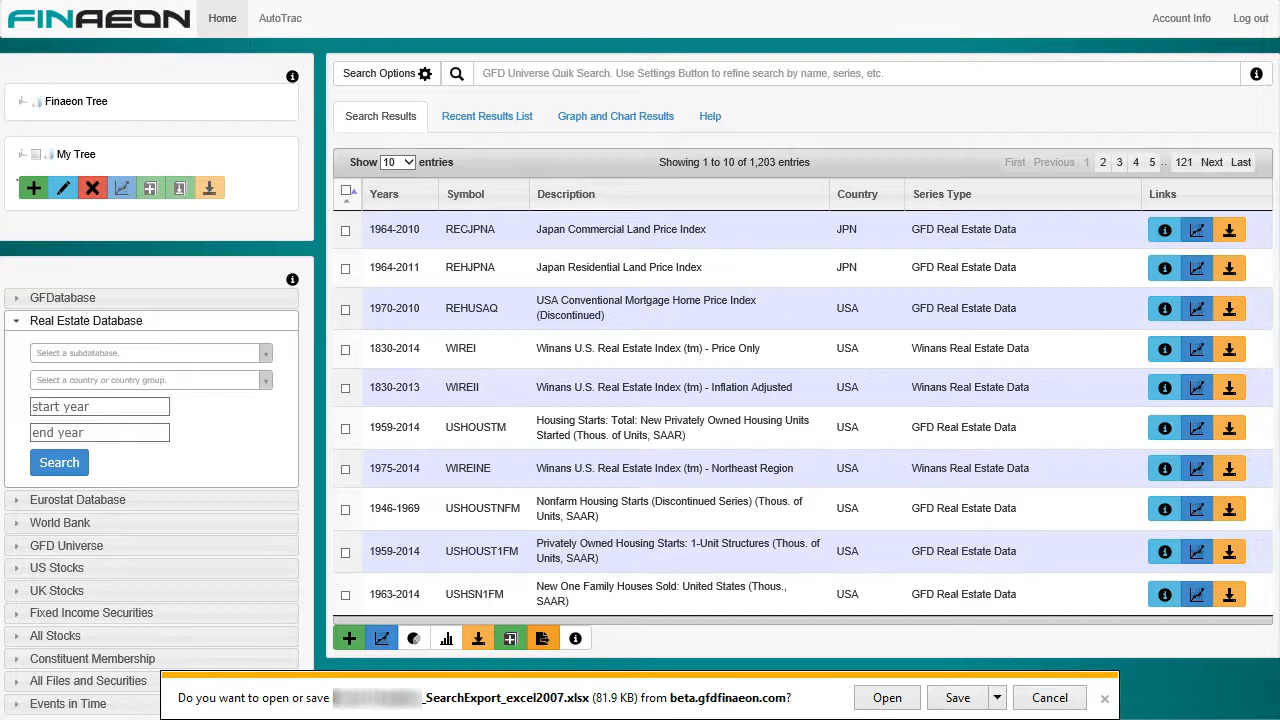 FINAEON Home AutoTrac Account Info Log out
Finaeon Tree
My Tree
GFDatabase
Real Estate Database
Select a subdatabase.
Select a country or country group.
start year
end year
Search
Eurostat Database
World Bank
GFD Universe
US Stocks
UK Stocks
Fixed Income Securities
All Stocks
Constituent Membership
All Files and Securities
Events in Time
Search Options GFD Universe Quik Search. Use Settings Button to refine search by name, series, etc.
Search Results Recent Results List Graph and Chart Results Help
Show 10 entries Showing 1 to 10 of 1,203 entries First Previous 1 2 3 4 5 .. 121 Next Last
Years Symbol Description Country Series Type Links
1964-2010 RECJPNA Japan Commercial Land Price Index JPN GFD Real Estate Data
1964-2011 REHJPNA Japan Residential Land Price Index JPN GFD Real Estate Data
1970-2010 REHUSAQ USA Conventional Mortgage Home Price Index USA GFD Real Estate Data
(Discontinued)
1830-2014 WIREI Winans U.S. Real Estate Index (tm) - Price Only USA Winans Real Estate Data
1830-2013 WIREII Winans U.S. Real Estate Index (tm) - Inflation Adjusted USA Winans Real Estate Data
1959-2014 USHOUSTM Housing Starts: Total: New Privately Owned Housing Units USA GFD Real Estate Data
Started (Thous. of Units, SAAR)
1975-2014 WIREINE Winans U.S. Real Estate Index (tm) - Northeast Region USA Winans Real Estate Data
1946-1969 USHOUSTNFM Nonfarm Housing Starts (Discontinued Series) (Thous. of USA GFD Real Estate Data
Units, SAAR)
1959-2014 USHOUST1FM Privately Owned Housing Starts: 1-Unit Structures (Thous. of USA GFD Real Estate Data
Units, SAAR)
1963-2014 USHSN1FM New One Family Houses Sold: United States (Thous., USA GFD Real Estate Data
SAAR)
Do you want to open or save _SearchExport_excel2007.xlsx (81.9 KB) from beta.gfdfinaeon.com? Open Save Cancel